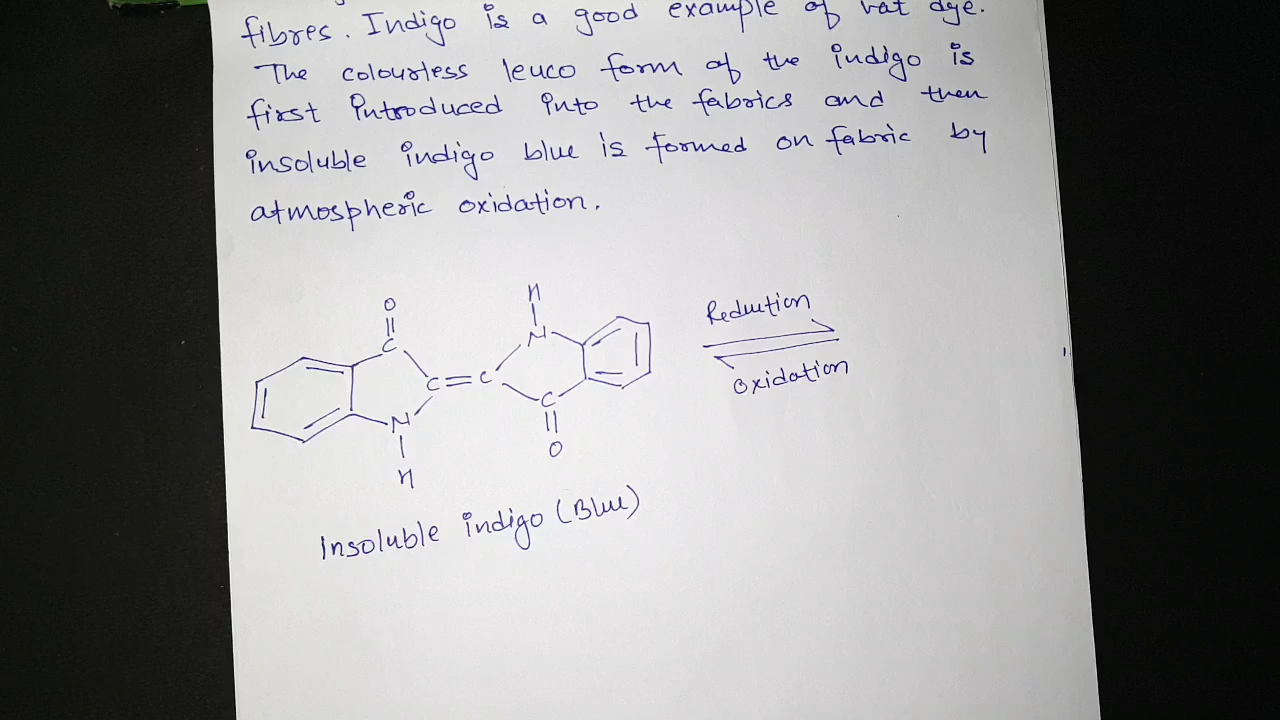 fibres. Indigo is a good example of vat dye.
The colourless leuco form of the indigo is
first introduced into the fabrics and then
insoluble indigo blue is formed on fabric by
atmospheric oxidation.
O
C
C = C
N
H
H
N
C
O
Reduction
Oxidation
Insoluble indigo (Blue)